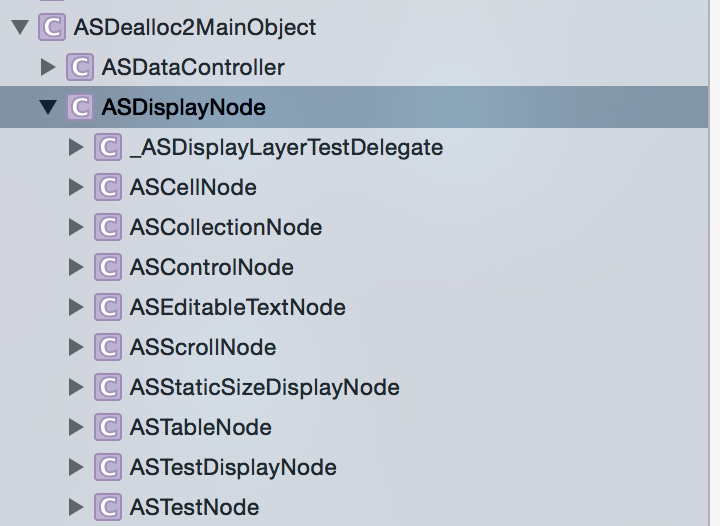 C ASDealloc2MainObject
C ASDataController
C ASDisplayNode
C _ASDisplayLayerTestDelegate
C ASCellNode
C ASCollectionNode
C ASControlNode
C ASEditableTextNode
C ASScrollNode
C ASStaticSizeDisplayNode
C ASTableNode
C ASTestDisplayNode
C ASTestNode